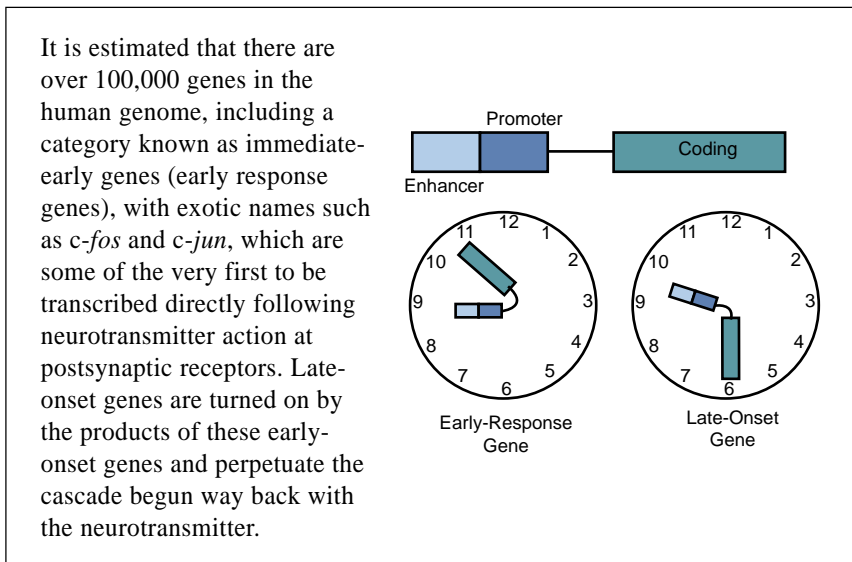 It is estimated that there are
over 100,000 genes in the
human genome, including a
category known as immediate-
early genes (early response
genes), with exotic names such
as c-fos and c-jun, which are
some of the very first to be
transcribed directly following
neurotransmitter action at
postsynaptic receptors. Late-
onset genes are turned on by
the products of these early-
onset genes and perpetuate the
cascade begun way back with
the neurotransmitter.
Promoter
Coding
Enhancer
12
1
2
3
4
5
6
7
8
9
10
11
Early-Response
Gene
12
1
2
3
4
5
6
7
8
9
10
11
Late-Onset
Gene